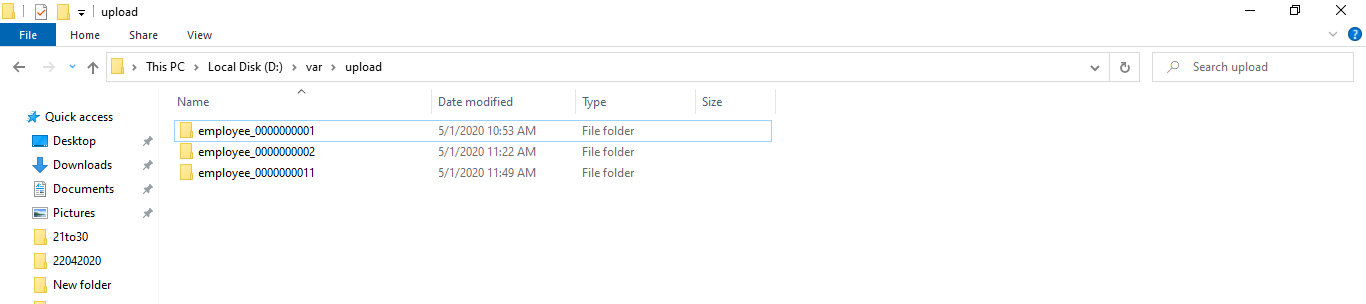 upload
File Home Share View
This PC Local Disk (D:) var upload Search upload
Name Date modified Type Size
Quick access
employee_0000000001 5/1/2020 10:53 AM File folder
Desktop
employee_0000000002 5/1/2020 11:22 AM File folder
Downloads
employee_0000000011 5/1/2020 11:49 AM File folder
Documents
Pictures
21to30
22042020
New folder